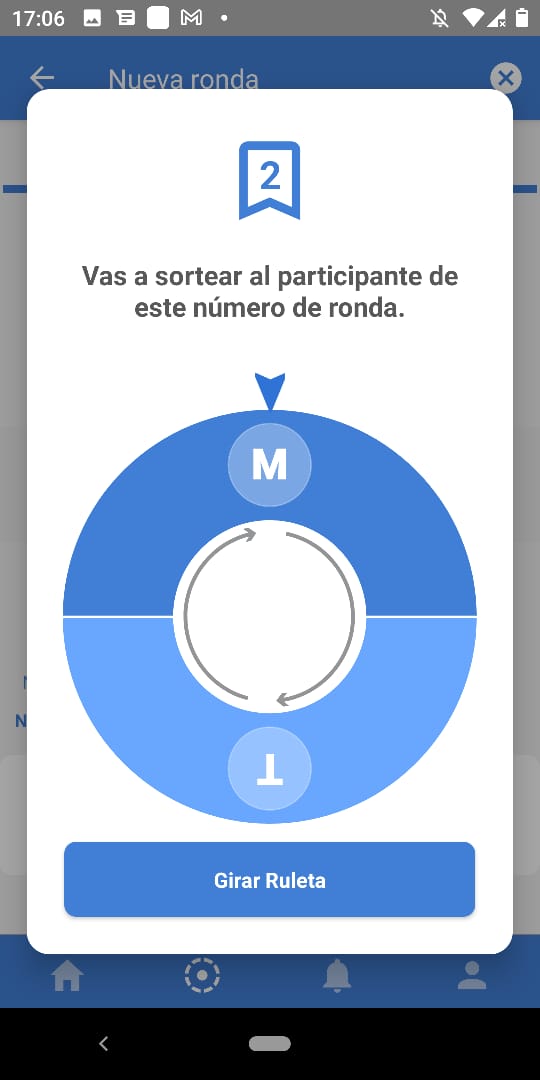 17:06
Nueva ronda
2
Vas a sortear al participante de
este número de ronda.
M
T
Girar Ruleta